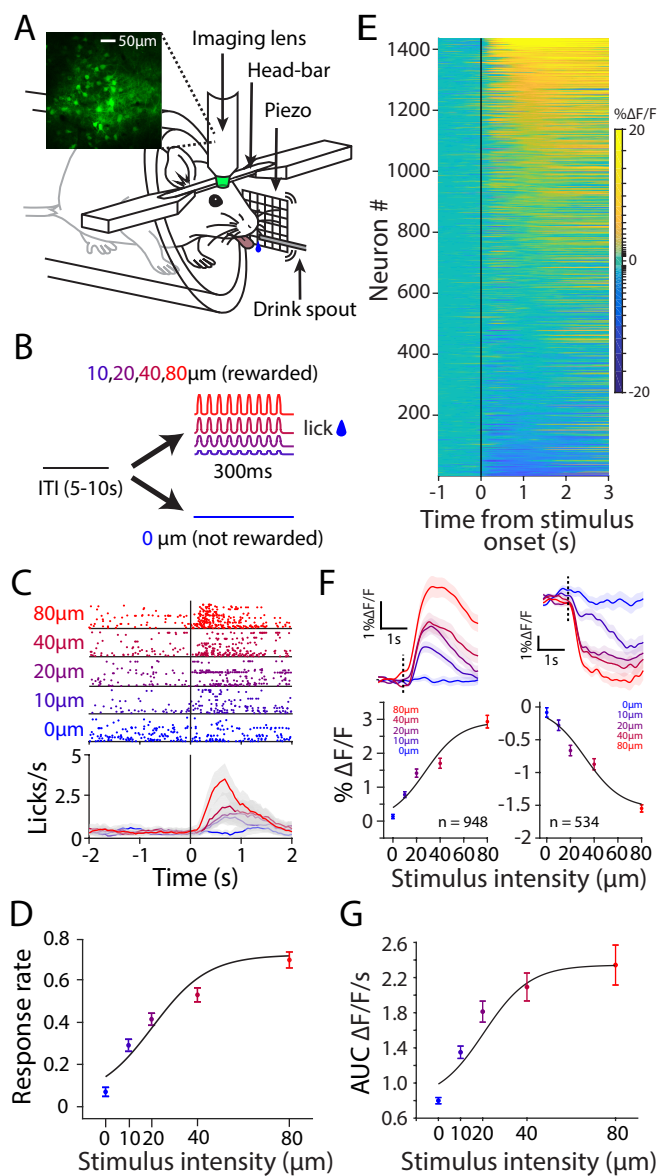 A
50µm
Imaging lens
Head-bar
Piezo
Drink spout
B
10,20,40,80µm (rewarded)
lick
300ms
ITI (5-10s)
0 µm (not rewarded)
C
80µm
40µm
20µm
10µm
0µm
Licks/s
5
0
-2 -1 0 1 2
Time (s)
D
Response rate
0.8
0.6
0.4
0.2
0
0 10 20 40 80
Stimulus intensity (µm)
E
Neuron #
1400
1200
1000
800
600
400
200
-1 0 1 2 3
Time from stimulus
onset (s)
%ΔF/F
20
0
-20
F
1%ΔF/F
1s
1%ΔF/F
1s
% ΔF/F
3
2
1
0
80µm
40µm
20µm
10µm
0µm
n = 948
0 20 40 60 80
0
-0.5
-1
-1.5
-2
0µm
10µm
20µm
40µm
80µm
n = 534
0 20 40 60 80
Stimulus intensity (µm)
G
AUC ΔF/F/s
2.6
2.2
1.8
1.4
1.0
0.6
0 10 20 40 80
Stimulus intensity (µm)